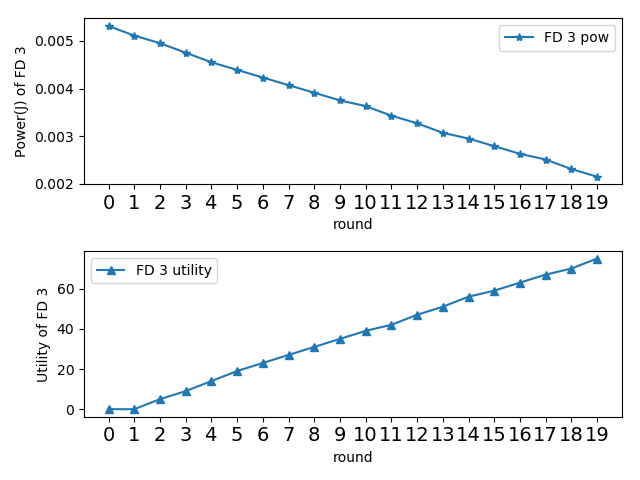 0.005
0.004
0.003
0.002
Power(J) of FD 3
FD 3 pow
0 1 2 3 4 5 6 7 8 9 10 11 12 13 14 15 16 17 18 19
round
60
40
20
0
Utility of FD 3
FD 3 utility
0 1 2 3 4 5 6 7 8 9 10 11 12 13 14 15 16 17 18 19
round